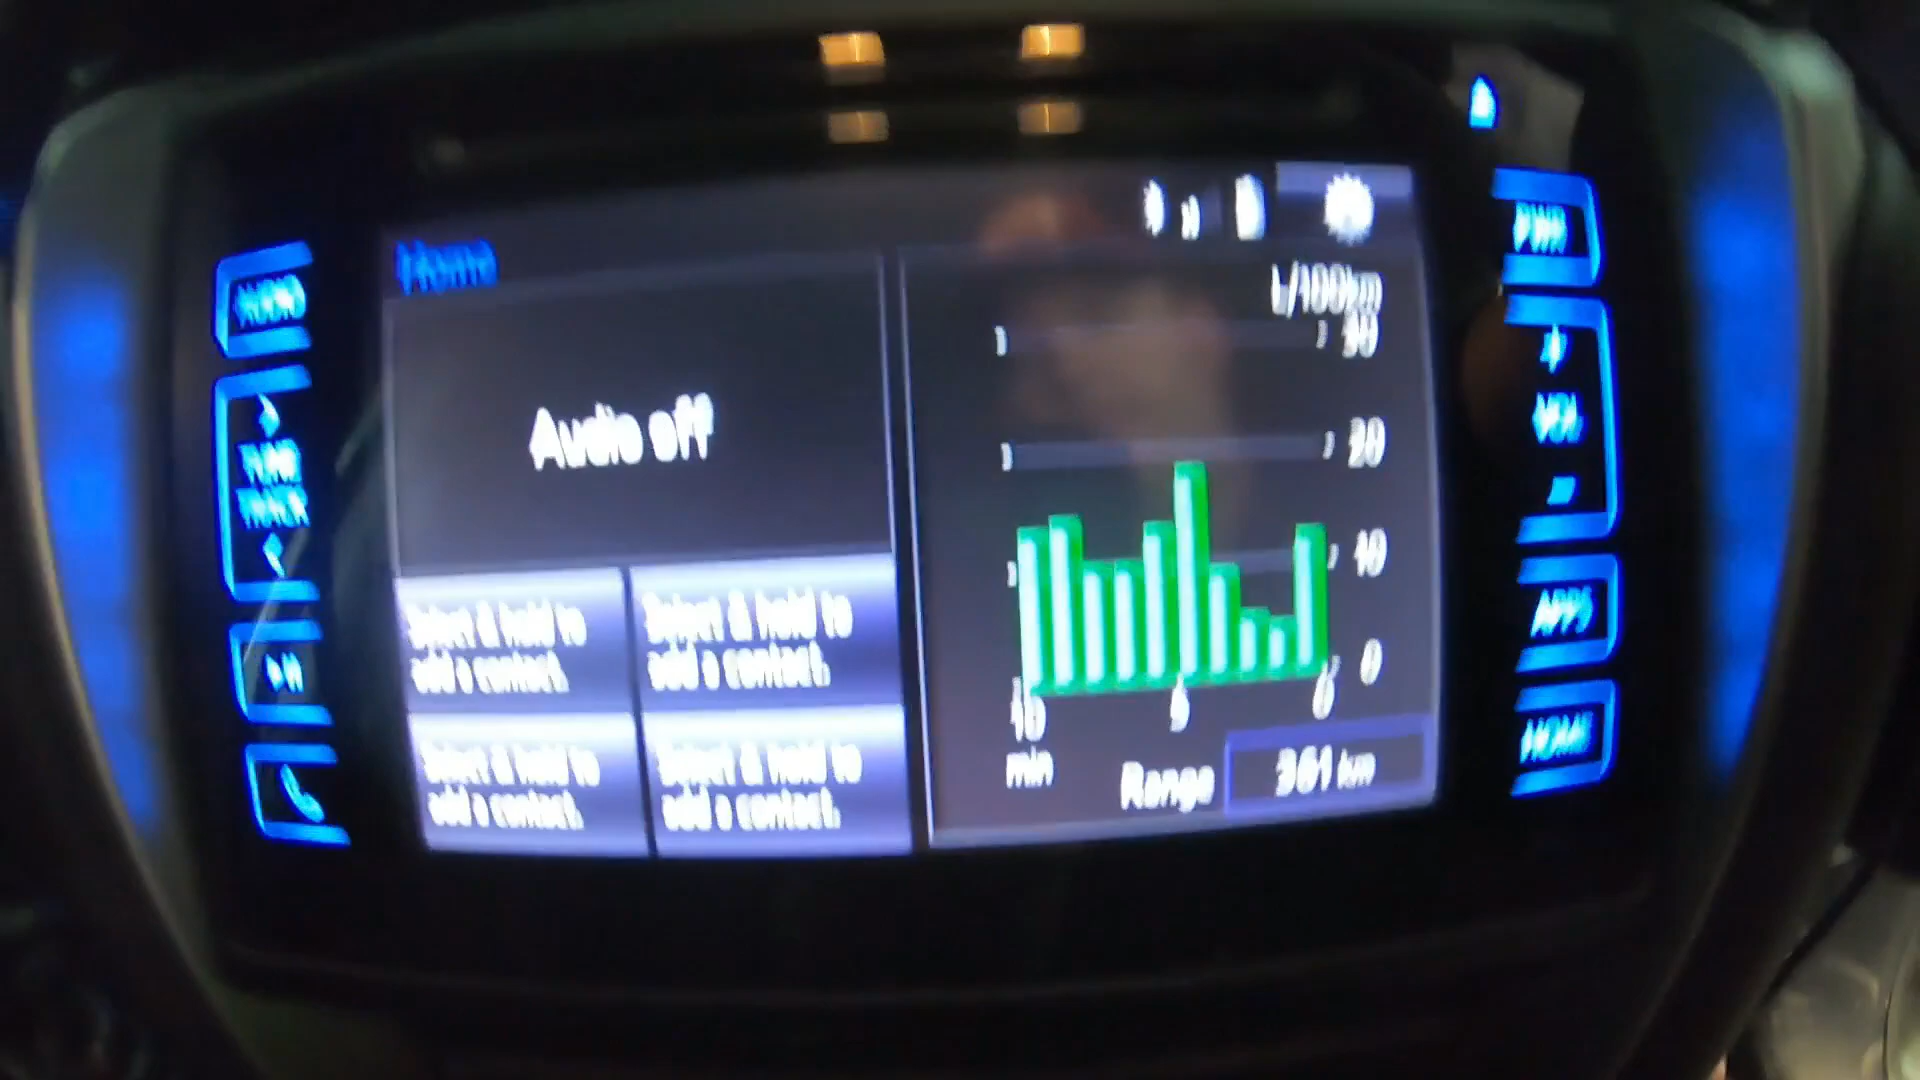 Home
Audio off
Select & hold to
add a contact.
Select & hold to
add a contact.
Select & hold to
add a contact.
Select & hold to
add a contact.
L/100km
30
20
10
0
10
5
0
min
Range
361 km
AUDIO
TUNE
TRACK
PWR
+
VOL
-
APPS
HOME